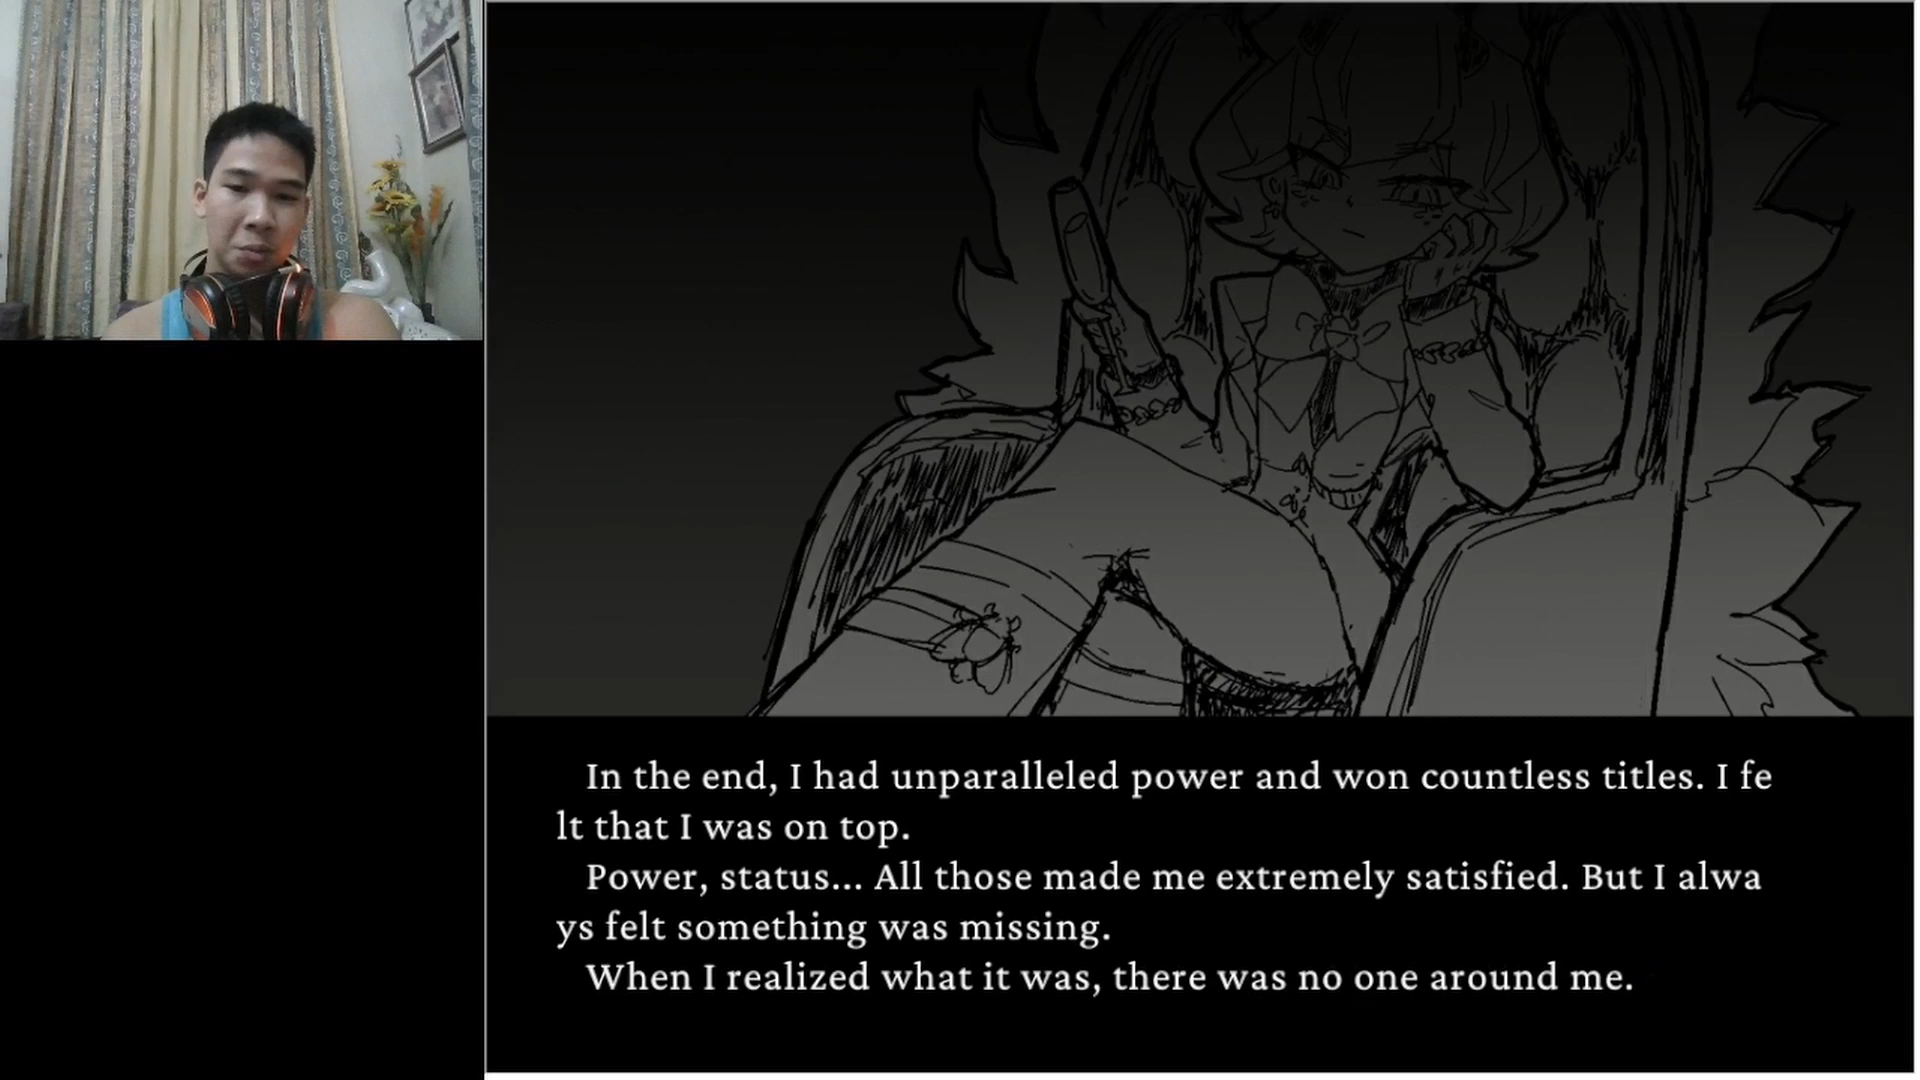 In the end, I had unparalleled power and won countless titles. I fe
lt that I was on top.
Power, status... All those made me extremely satisfied. But I alwa
ys felt something was missing.
When I realized what it was, there was no one around me.